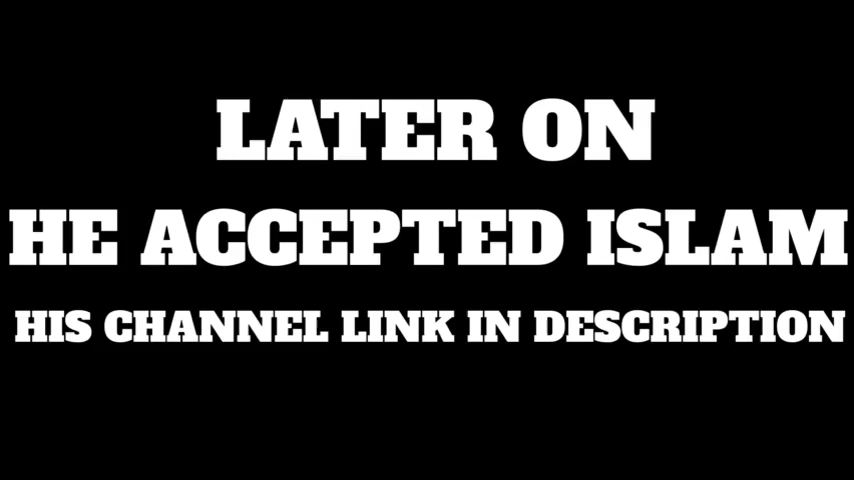 LATER ON
HE ACCEPTED ISLAM
HIS CHANNEL LINK IN DESCRIPTION